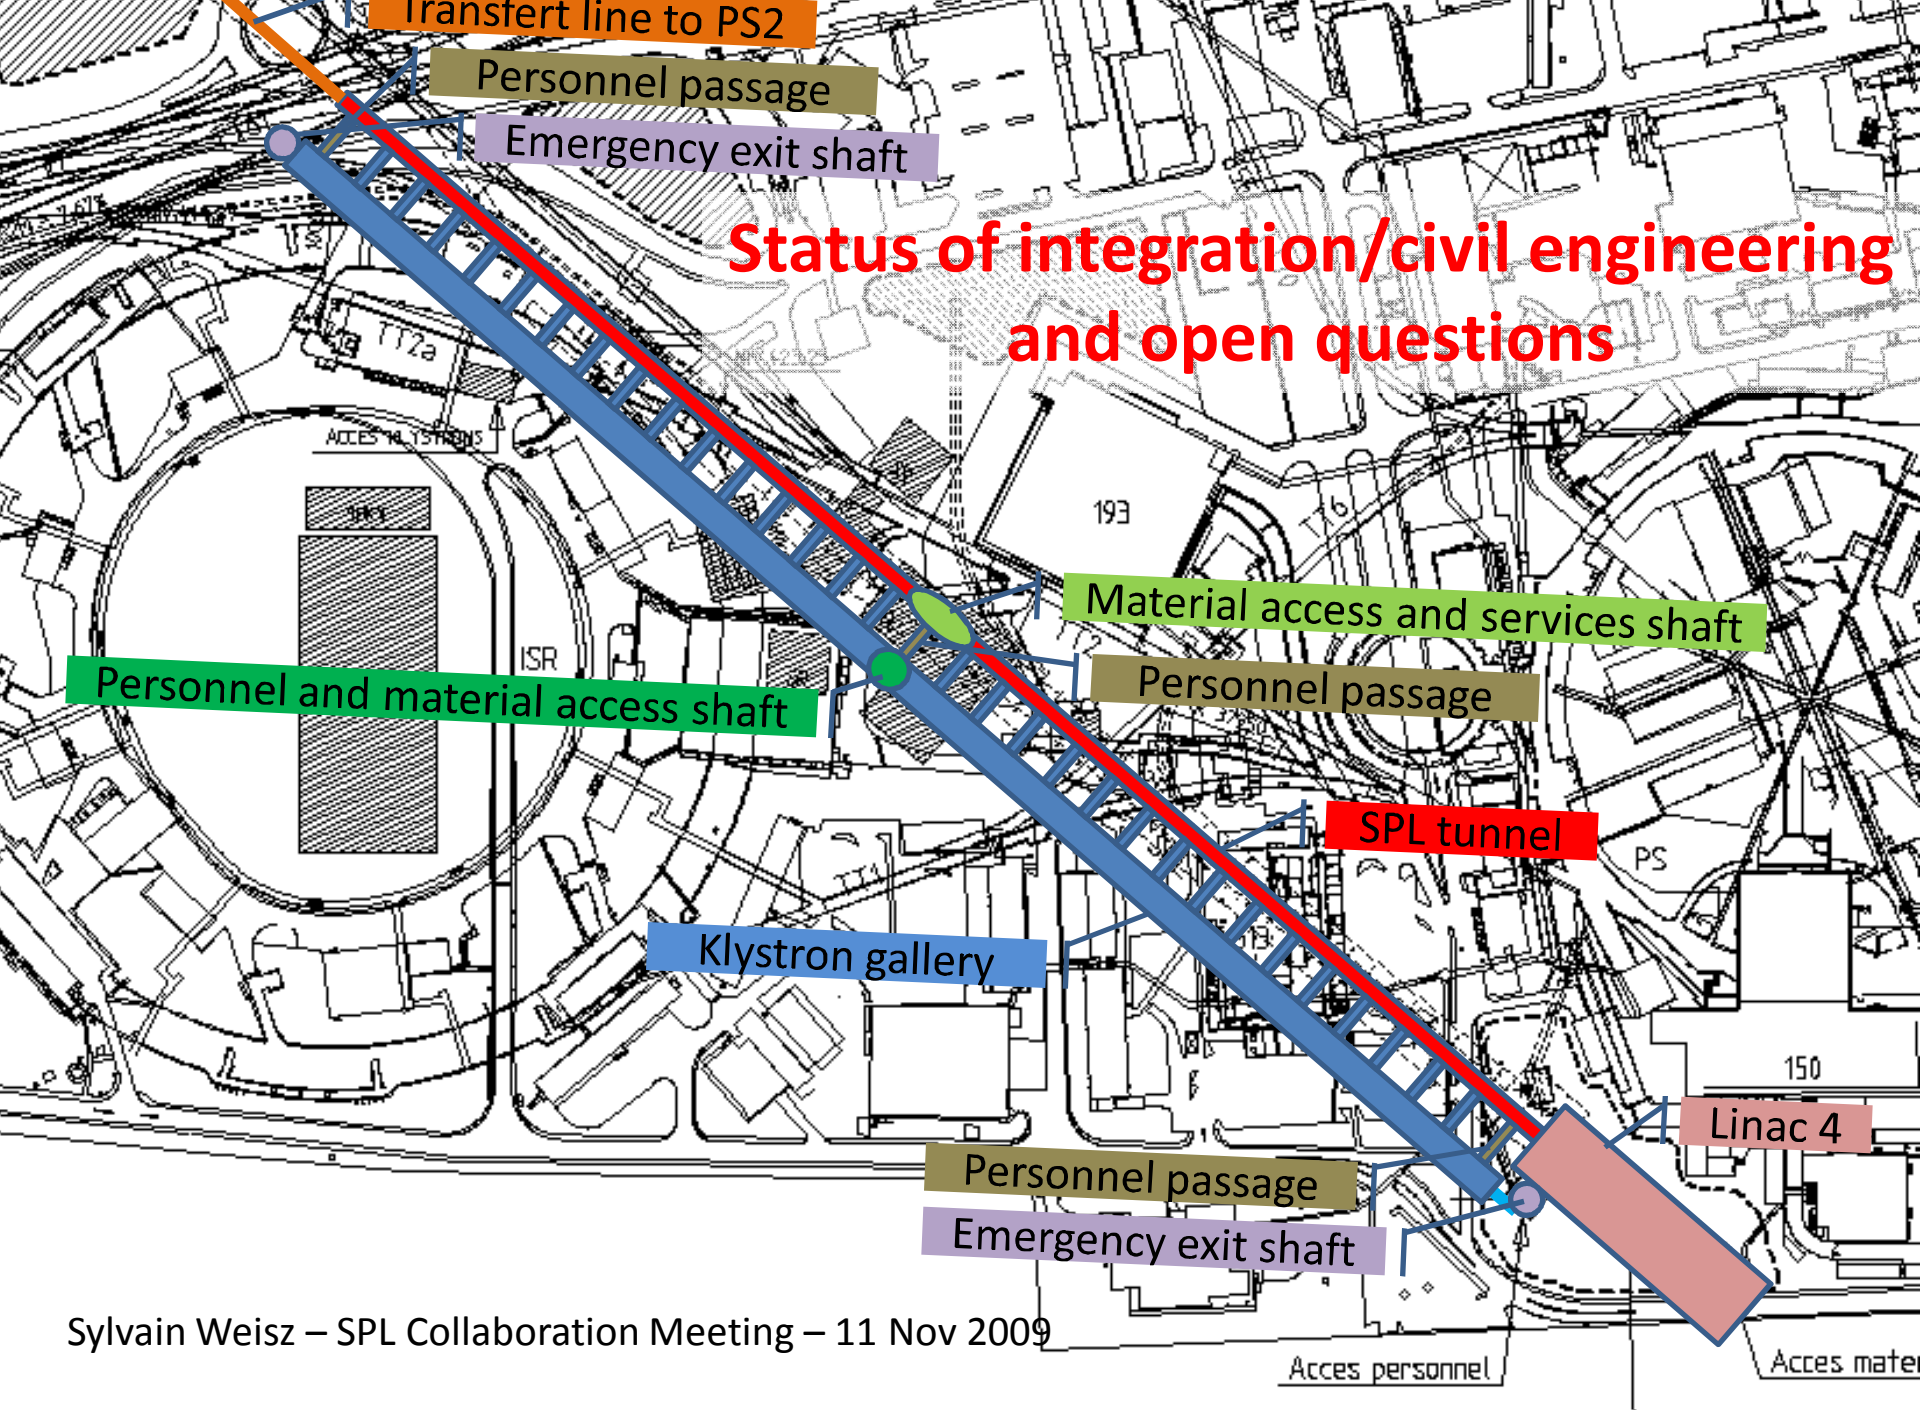 Transfert line to PS2
Personnel passage
Emergency exit shaft
Status of integration/civil engineering
and open questions
TT2a
193
TT6
Material access and services shaft
ISR
Personnel passage
Personnel and material access shaft
SPL tunnel
PS
TT1
Klystron gallery
150
Linac 4
Personnel passage
Emergency exit shaft
Sylvain Weisz – SPL Collaboration Meeting – 11 Nov 2009
Acces personnel
Acces mate